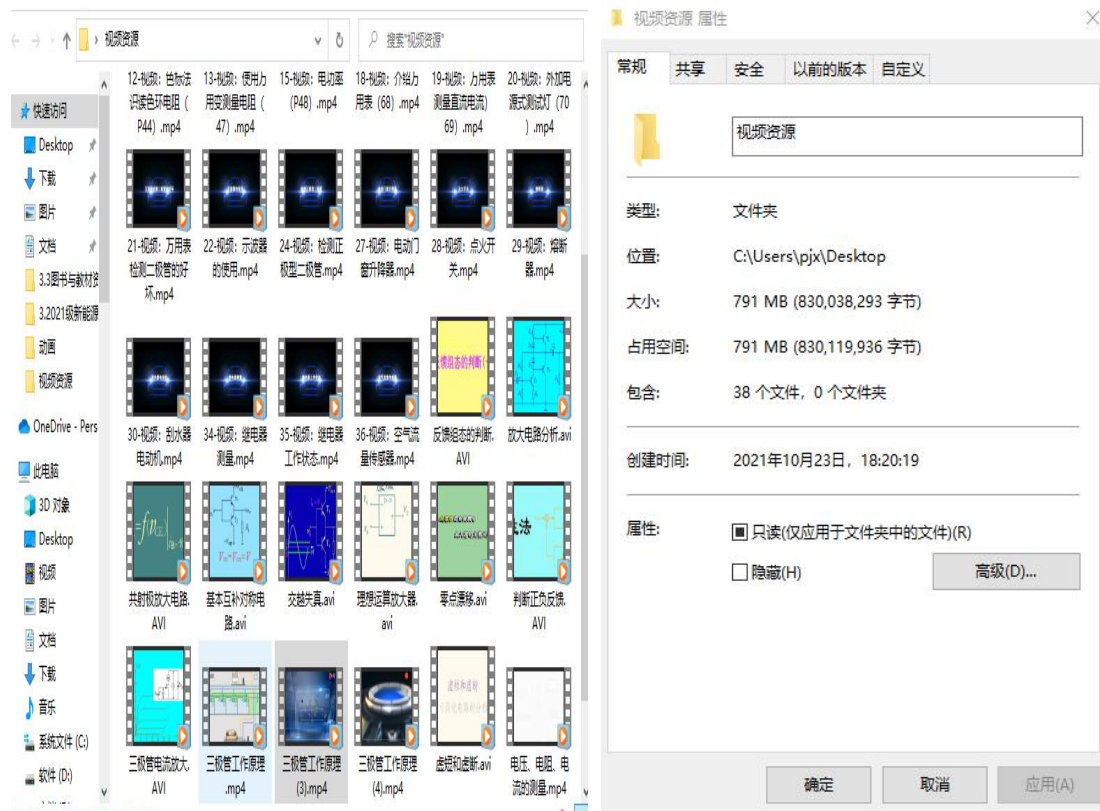 视频资源
搜索"视频资源"
12-视频：色标法
识读色环电阻（
P44）.mp4
13-视频：使用万
用变测量电阻（
47）.mp4
15-视频：电功率
(P48）.mp4
18-视频：介绍万
用表（68）.mp4
19-视频：万用表
测量直流电流）
69）.mp4
20-视频：外加电
源式测试灯（70
）.mp4
快速访问
Desktop
下载
图片
文档
3.3图书与教材资
3.2021级新能源
动画
视频资源
OneDrive - Pers
此电脑
3D 对象
Desktop
视频
图片
文档
下载
音乐
系统文件 (C:)
软件 (D:)
21-视频：万用表
检测二极管的好
坏.mp4
22-视频：示波器
的使用.mp4
24-视频：检测正
极型二极管.mp4
27-视频：电动门
窗升降器.mp4
28-视频：点火开
关.mp4
29-视频：熔断
器.mp4
馈组态的判断(
30-视频：刮水器
电动机.mp4
34-视频：继电器
测量.mp4
35-视频：继电器
工作状态.mp4
36-视频：空气流
量传感器.mp4
反馈组态的判断.
AVI
放大电路分析.avi
共射极放大电路.
AVI
基本互补对称电
路.avi
交越失真.avi
理想运算放大器.
avi
零点漂移.avi
判断正负反馈.
AVI
虚短和虚断
三极管电流放大.
AVI
三极管工作原理
.mp4
三极管工作原理
(3).mp4
三极管工作原理
(4).mp4
虚短和虚断.avi
电压、电阻、电
流的测量.mp4
视频资源 属性
常规
共享
安全
以前的版本
自定义
视频资源
类型:
文件夹
位置:
C:\Users\pjx\Desktop
大小:
791 MB (830,038,293 字节)
占用空间:
791 MB (830,119,936 字节)
包含:
38 个文件，0 个文件夹
创建时间:
2021年10月23日，18:20:19
属性:
只读(仅应用于文件夹中的文件)(R)
隐藏(H)
高级(D)...
确定
取消
应用(A)